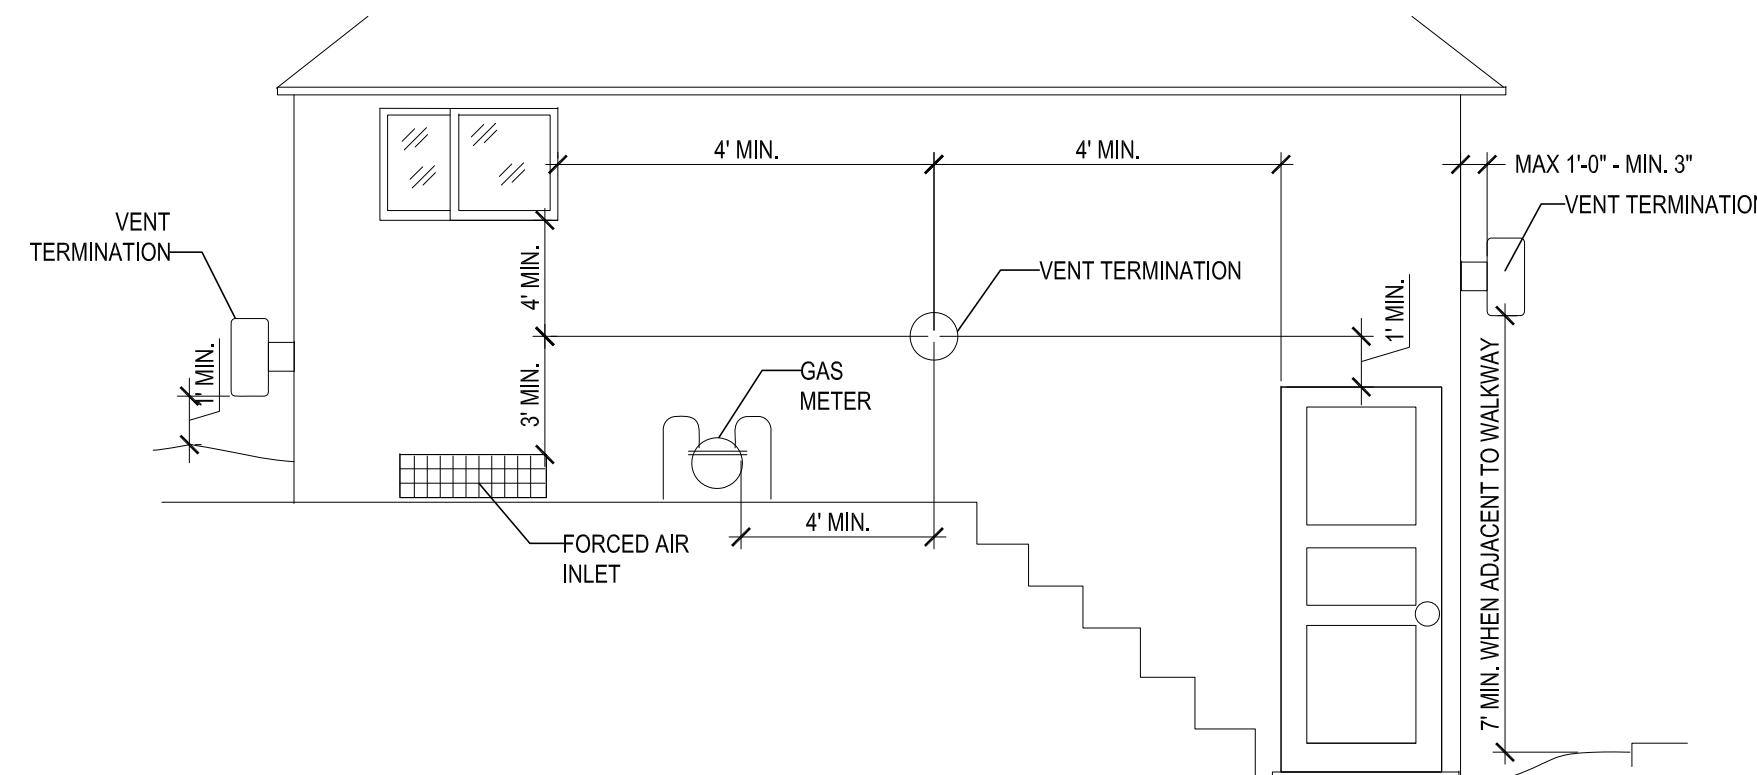 4' MIN.
4' MIN.
MAX 1'-0" - MIN. 3"
VENT TERMINATION
VENT
TERMINATION
4' MIN.
VENT TERMINATION
1' MIN.
1' MIN.
3' MIN.
GAS
METER
7' MIN. WHEN ADJACENT TO WALKWAY
4' MIN.
FORCED AIR
INLET